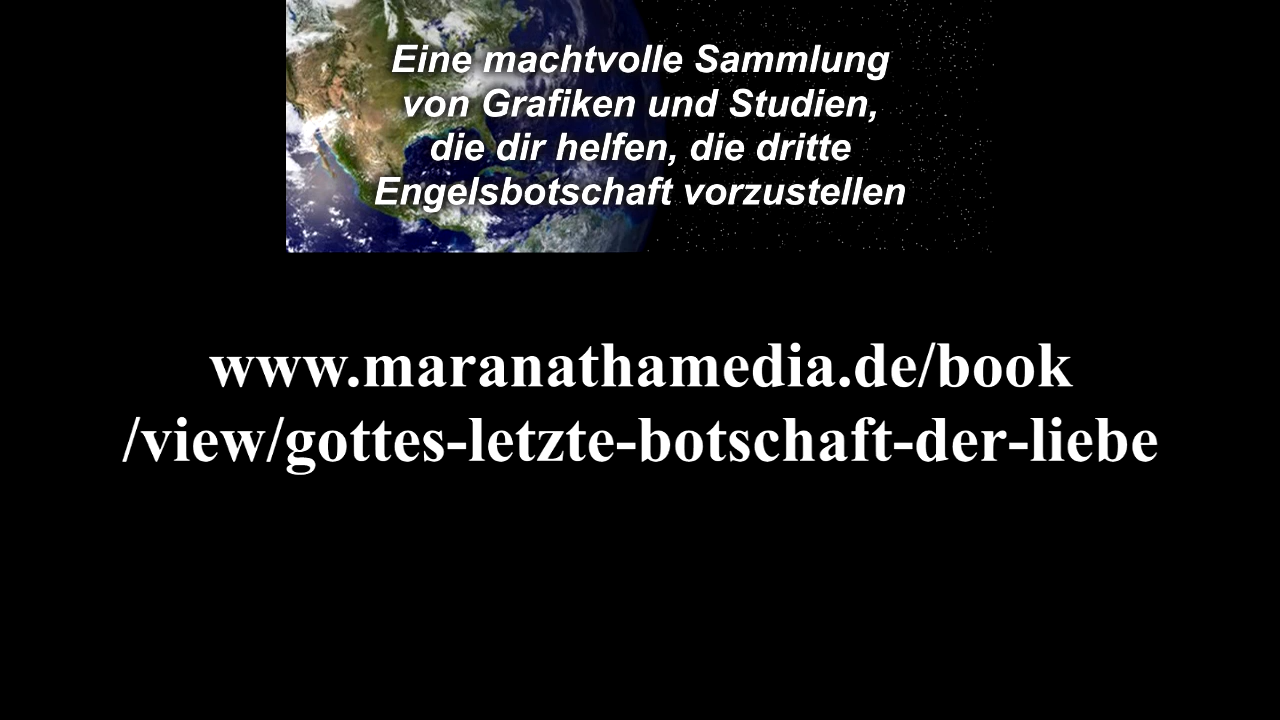 Eine machtvolle Sammlung
von Grafiken und Studien,
die dir helfen, die dritte
Engelsbotschaft vorzustellen
www.maranathamedia.de/book
/view/gottes-letzte-botschaft-der-liebe